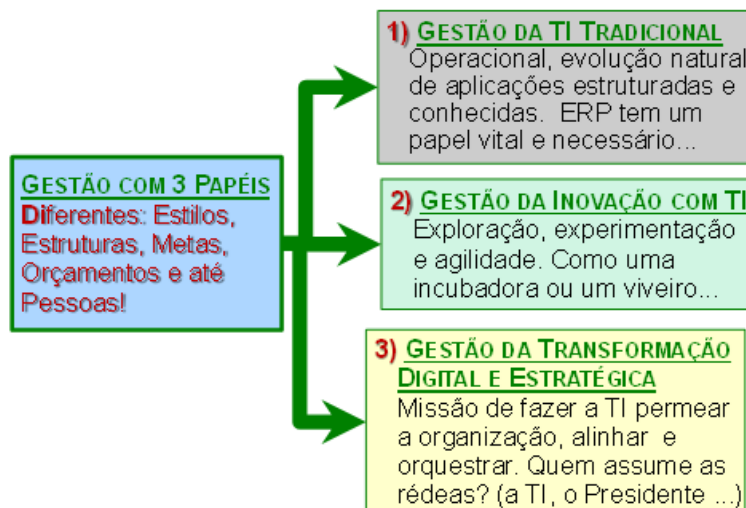 GESTÃO COM 3 PAPÉIS
Diferentes: Estilos,
Estruturas, Metas,
Orçamentos e até
Pessoas!
1) GESTÃO DA TI TRADICIONAL
Operacional, evolução natural
de aplicações estruturadas e
conhecidas. ERP tem um
papel vital e necessário...
2) GESTÃO DA INOVAÇÃO COM TI
Exploração, experimentação
e agilidade. Como uma
incubadora ou um viveiro...
3) GESTÃO DA TRANSFORMAÇÃO
DIGITAL E ESTRATÉGICA
Missão de fazer a TI permear
a organização, alinhar e
orquestrar. Quem assume as
rédeas? (a TI, o Presidente ...)